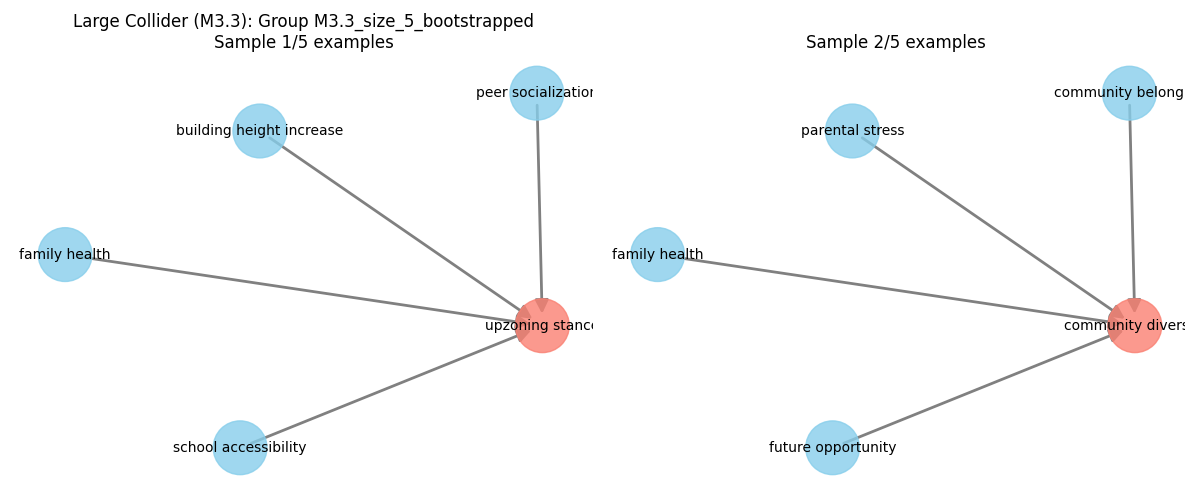 Large Collider (M3.3): Group M3.3_size_5_bootstrapped
Sample 1/5 examples
peer socialization
building height increase
family health
upzoning stance
school accessibility
Sample 2/5 examples
community belong
parental stress
family health
community divers
future opportunity